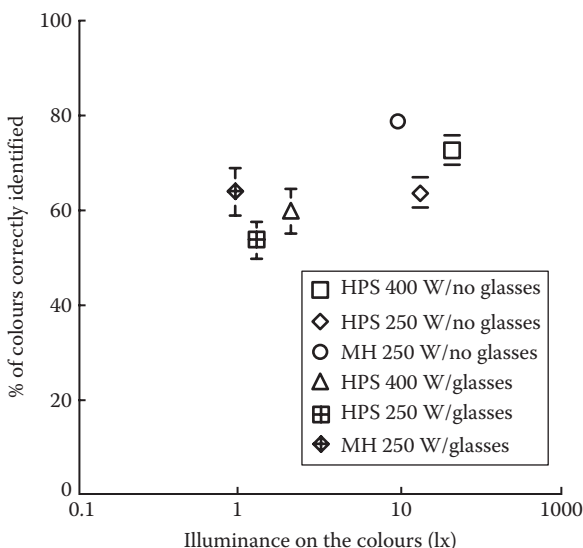 100
80
60
40
20
0
% of colours correctly identified
HPS 400 W/no glasses
HPS 250 W/no glasses
MH 250 W/no glasses
HPS 400 W/glasses
HPS 250 W/glasses
MH 250 W/glasses
0.1
1
10
1000
Illuminance on the colours (lx)